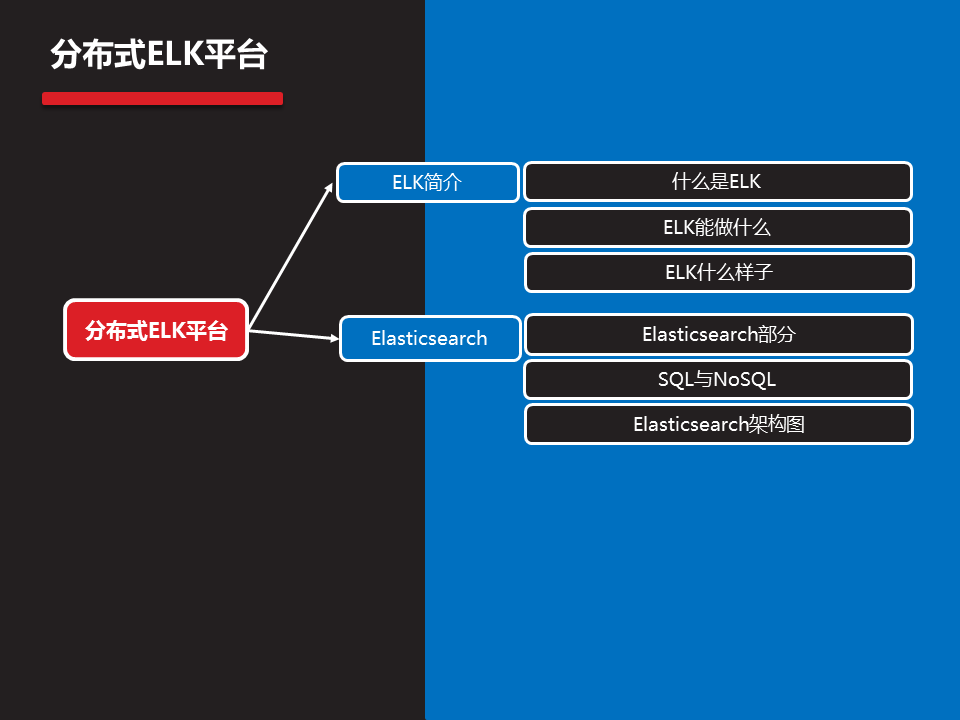 分布式ELK平台
ELK简介
什么是ELK
ELK能做什么
ELK什么样子
分布式ELK平台
Elasticsearch
Elasticsearch部分
SQL与NoSQL
Elasticsearch架构图